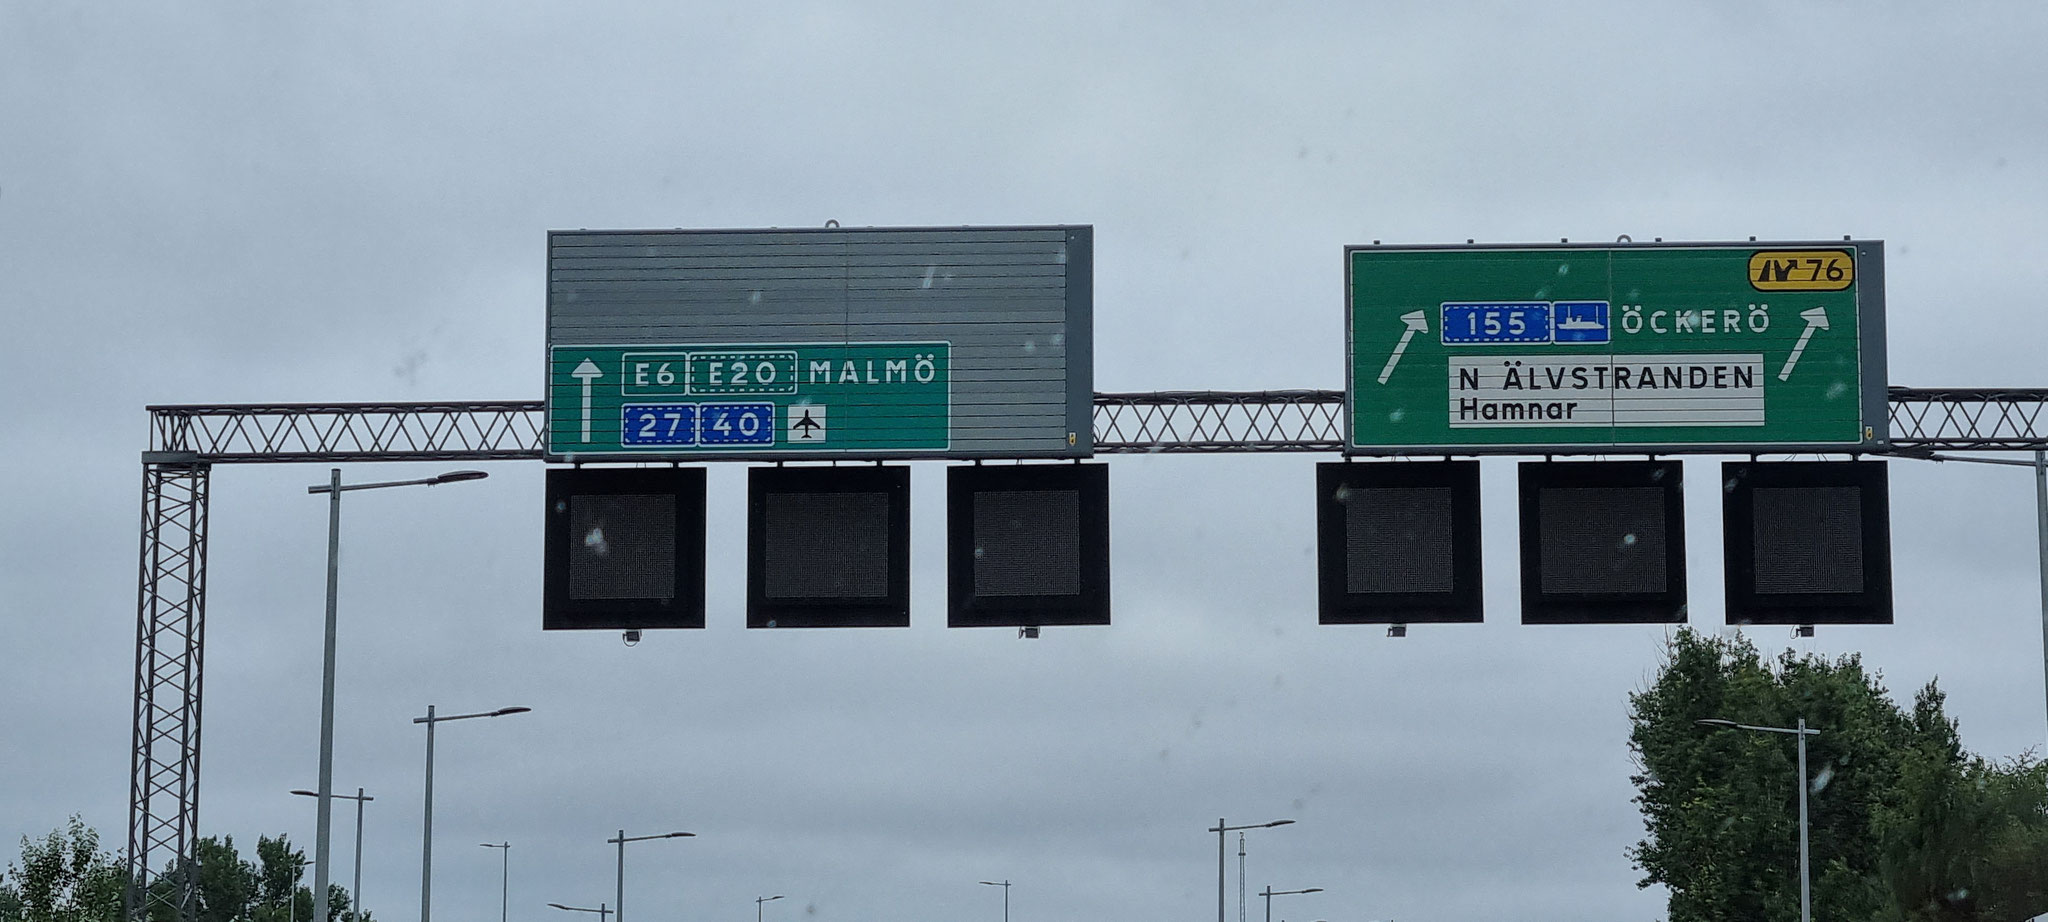 E6 E20 MALMÖ
27 40
76
155 ÖCKERÖ
N ÄLVSTRANDEN
Hamnar